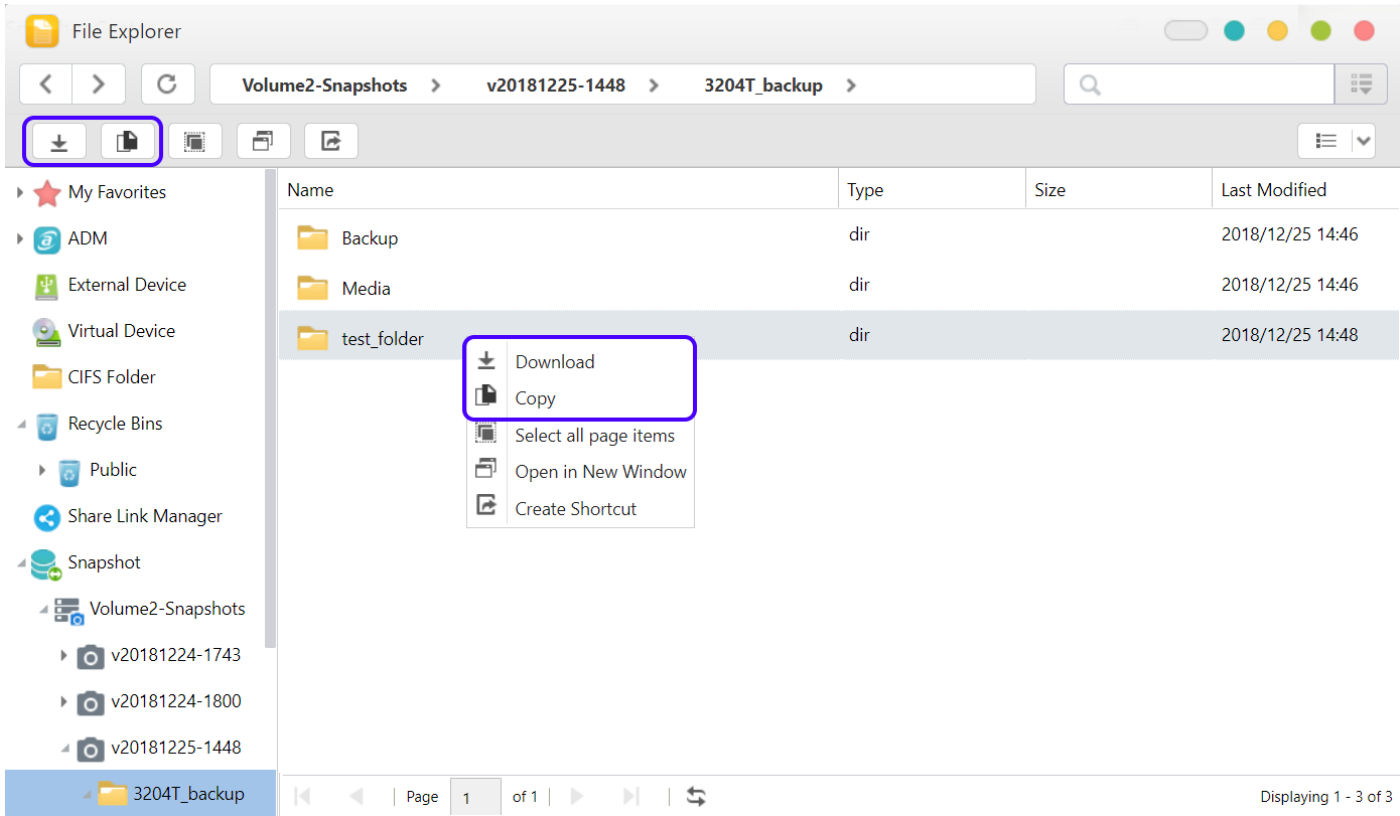 File Explorer
Volume2-Snapshots > v20181225-1448 > 3204T_backup >
My Favorites
ADM
External Device
Virtual Device
CIFS Folder
Recycle Bins
Public
Share Link Manager
Snapshot
Volume2-Snapshots
v20181224-1743
v20181224-1800
v20181225-1448
3204T_backup
Name Type Size Last Modified
Backup dir 2018/12/25 14:46
Media dir 2018/12/25 14:46
test_folder dir 2018/12/25 14:48
Download
Copy
Select all page items
Open in New Window
Create Shortcut
Page 1 of 1
Displaying 1 - 3 of 3